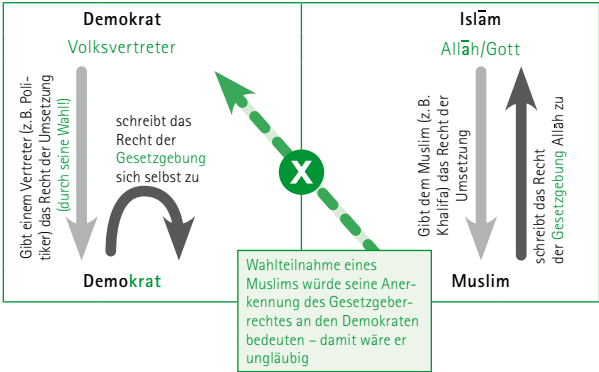 Demokrat
Volksvertreter
Gibt einem Vertreter (z.B. Poli-
tiker) das Recht der Umsetzung
(durch seine Wahl!)
schreibt das
Recht der
Gesetzgebung
sich selbst zu
Demokrat
X
Islām
Allāh/Gott
Gibt dem Muslim (z.B.
Khalifa) das Recht der
Umsetzung
schreibt das Recht
der Gesetzgebung Allāh zu
Muslim
Wahlteilnahme eines
Muslims würde seine Aner-
kennung des Gesetzgeber-
rechtes an den Demokraten
bedeuten – damit wäre er
ungläubig